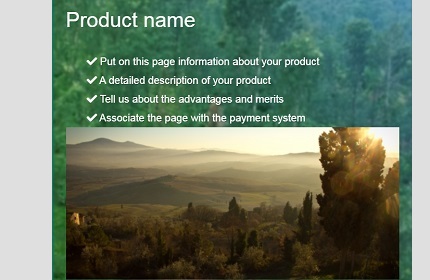 Product name
Put on this page information about your product
A detailed description of your product
Tell us about the advantages and merits
Associate the page with the payment system